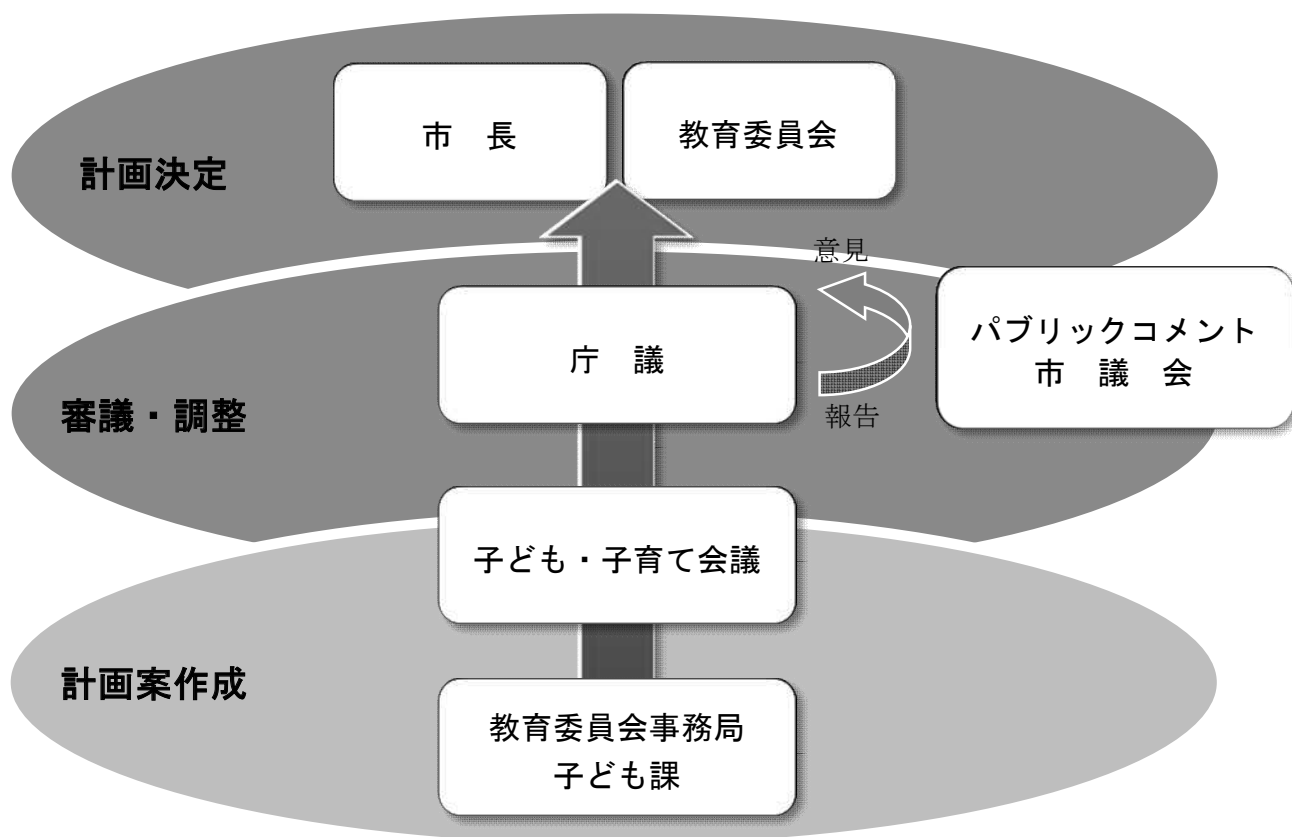 市　長
教育委員会
計画決定
意見
庁　議
パブリックコメント
市　議　会
審議・調整
報告
子ども・子育て会議
計画案作成
教育委員会事務局
子ども課